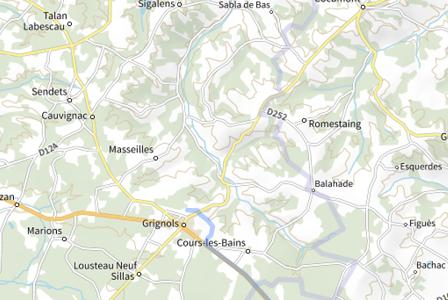 Sigalens
Sabla de Bas
Talan
Labescau
Sendets
Cauvignac
D252
Romestaing
D124
Masseilles
Esquerdes
Balahade
Grignols
Figuès
Marions
Cours-les-Bains
Lousteau Neuf
Sillas
Bachac